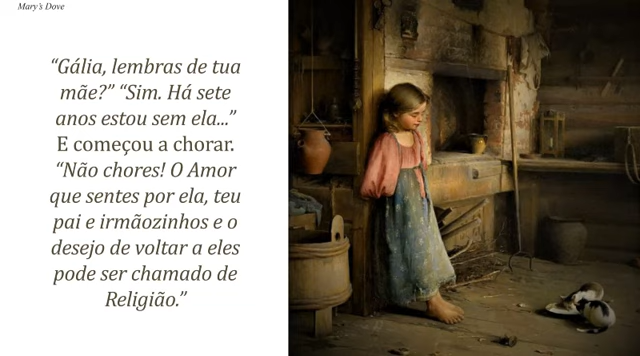 Mary's Dove
“Gália, lembras de tua
mãe?” “Sim. Há sete
anos estou sem ela...”
E começou a chorar.
“Não chores! O Amor
que sentes por ela, teu
pai e irmãozinhos e o
desejo de voltar a eles
pode ser chamado de
Religião.”